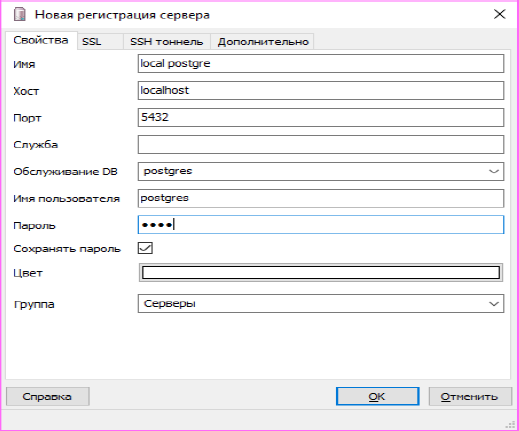 Новая регистрация сервера
Свойства SSL SSH тоннель Дополнительно
Имя local postgre
Хост localhost
Порт 5432
Служба
Обслуживание DB postgres
Имя пользователя postgres
Пароль ••••
Сохранять пароль
Цвет
Группа Серверы
Справка OK Отменить